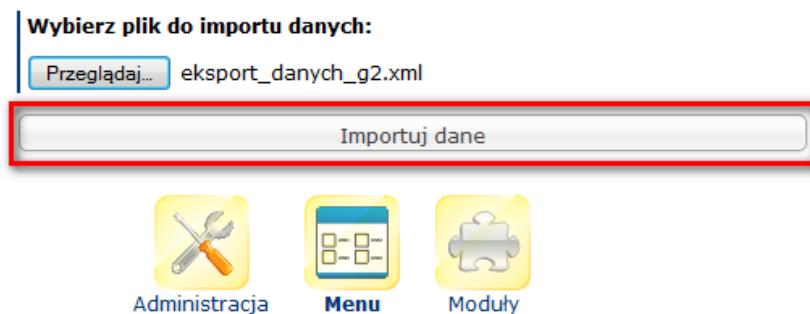 Wybierz plik do importu danych:
Przeglądaj... eksport_danych_g2.xml
Importuj dane
Administracja Menu Moduły